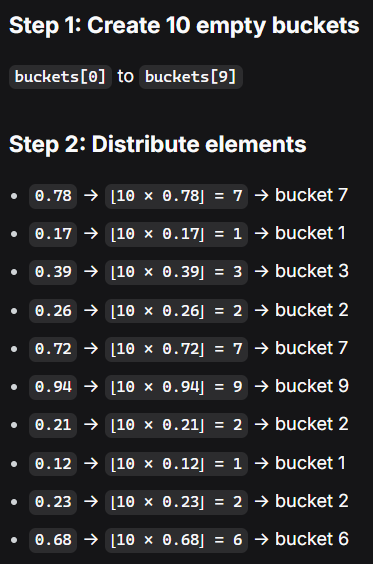 Step 1: Create 10 empty buckets
buckets[0] to buckets[9]
Step 2: Distribute elements
• 0.78 → ⌊10 × 0.78⌋ = 7 → bucket 7
• 0.17 → ⌊10 × 0.17⌋ = 1 → bucket 1
• 0.39 → ⌊10 × 0.39⌋ = 3 → bucket 3
• 0.26 → ⌊10 × 0.26⌋ = 2 → bucket 2
• 0.72 → ⌊10 × 0.72⌋ = 7 → bucket 7
• 0.94 → ⌊10 × 0.94⌋ = 9 → bucket 9
• 0.21 → ⌊10 × 0.21⌋ = 2 → bucket 2
• 0.12 → ⌊10 × 0.12⌋ = 1 → bucket 1
• 0.23 → ⌊10 × 0.23⌋ = 2 → bucket 2
• 0.68 → ⌊10 × 0.68⌋ = 6 → bucket 6